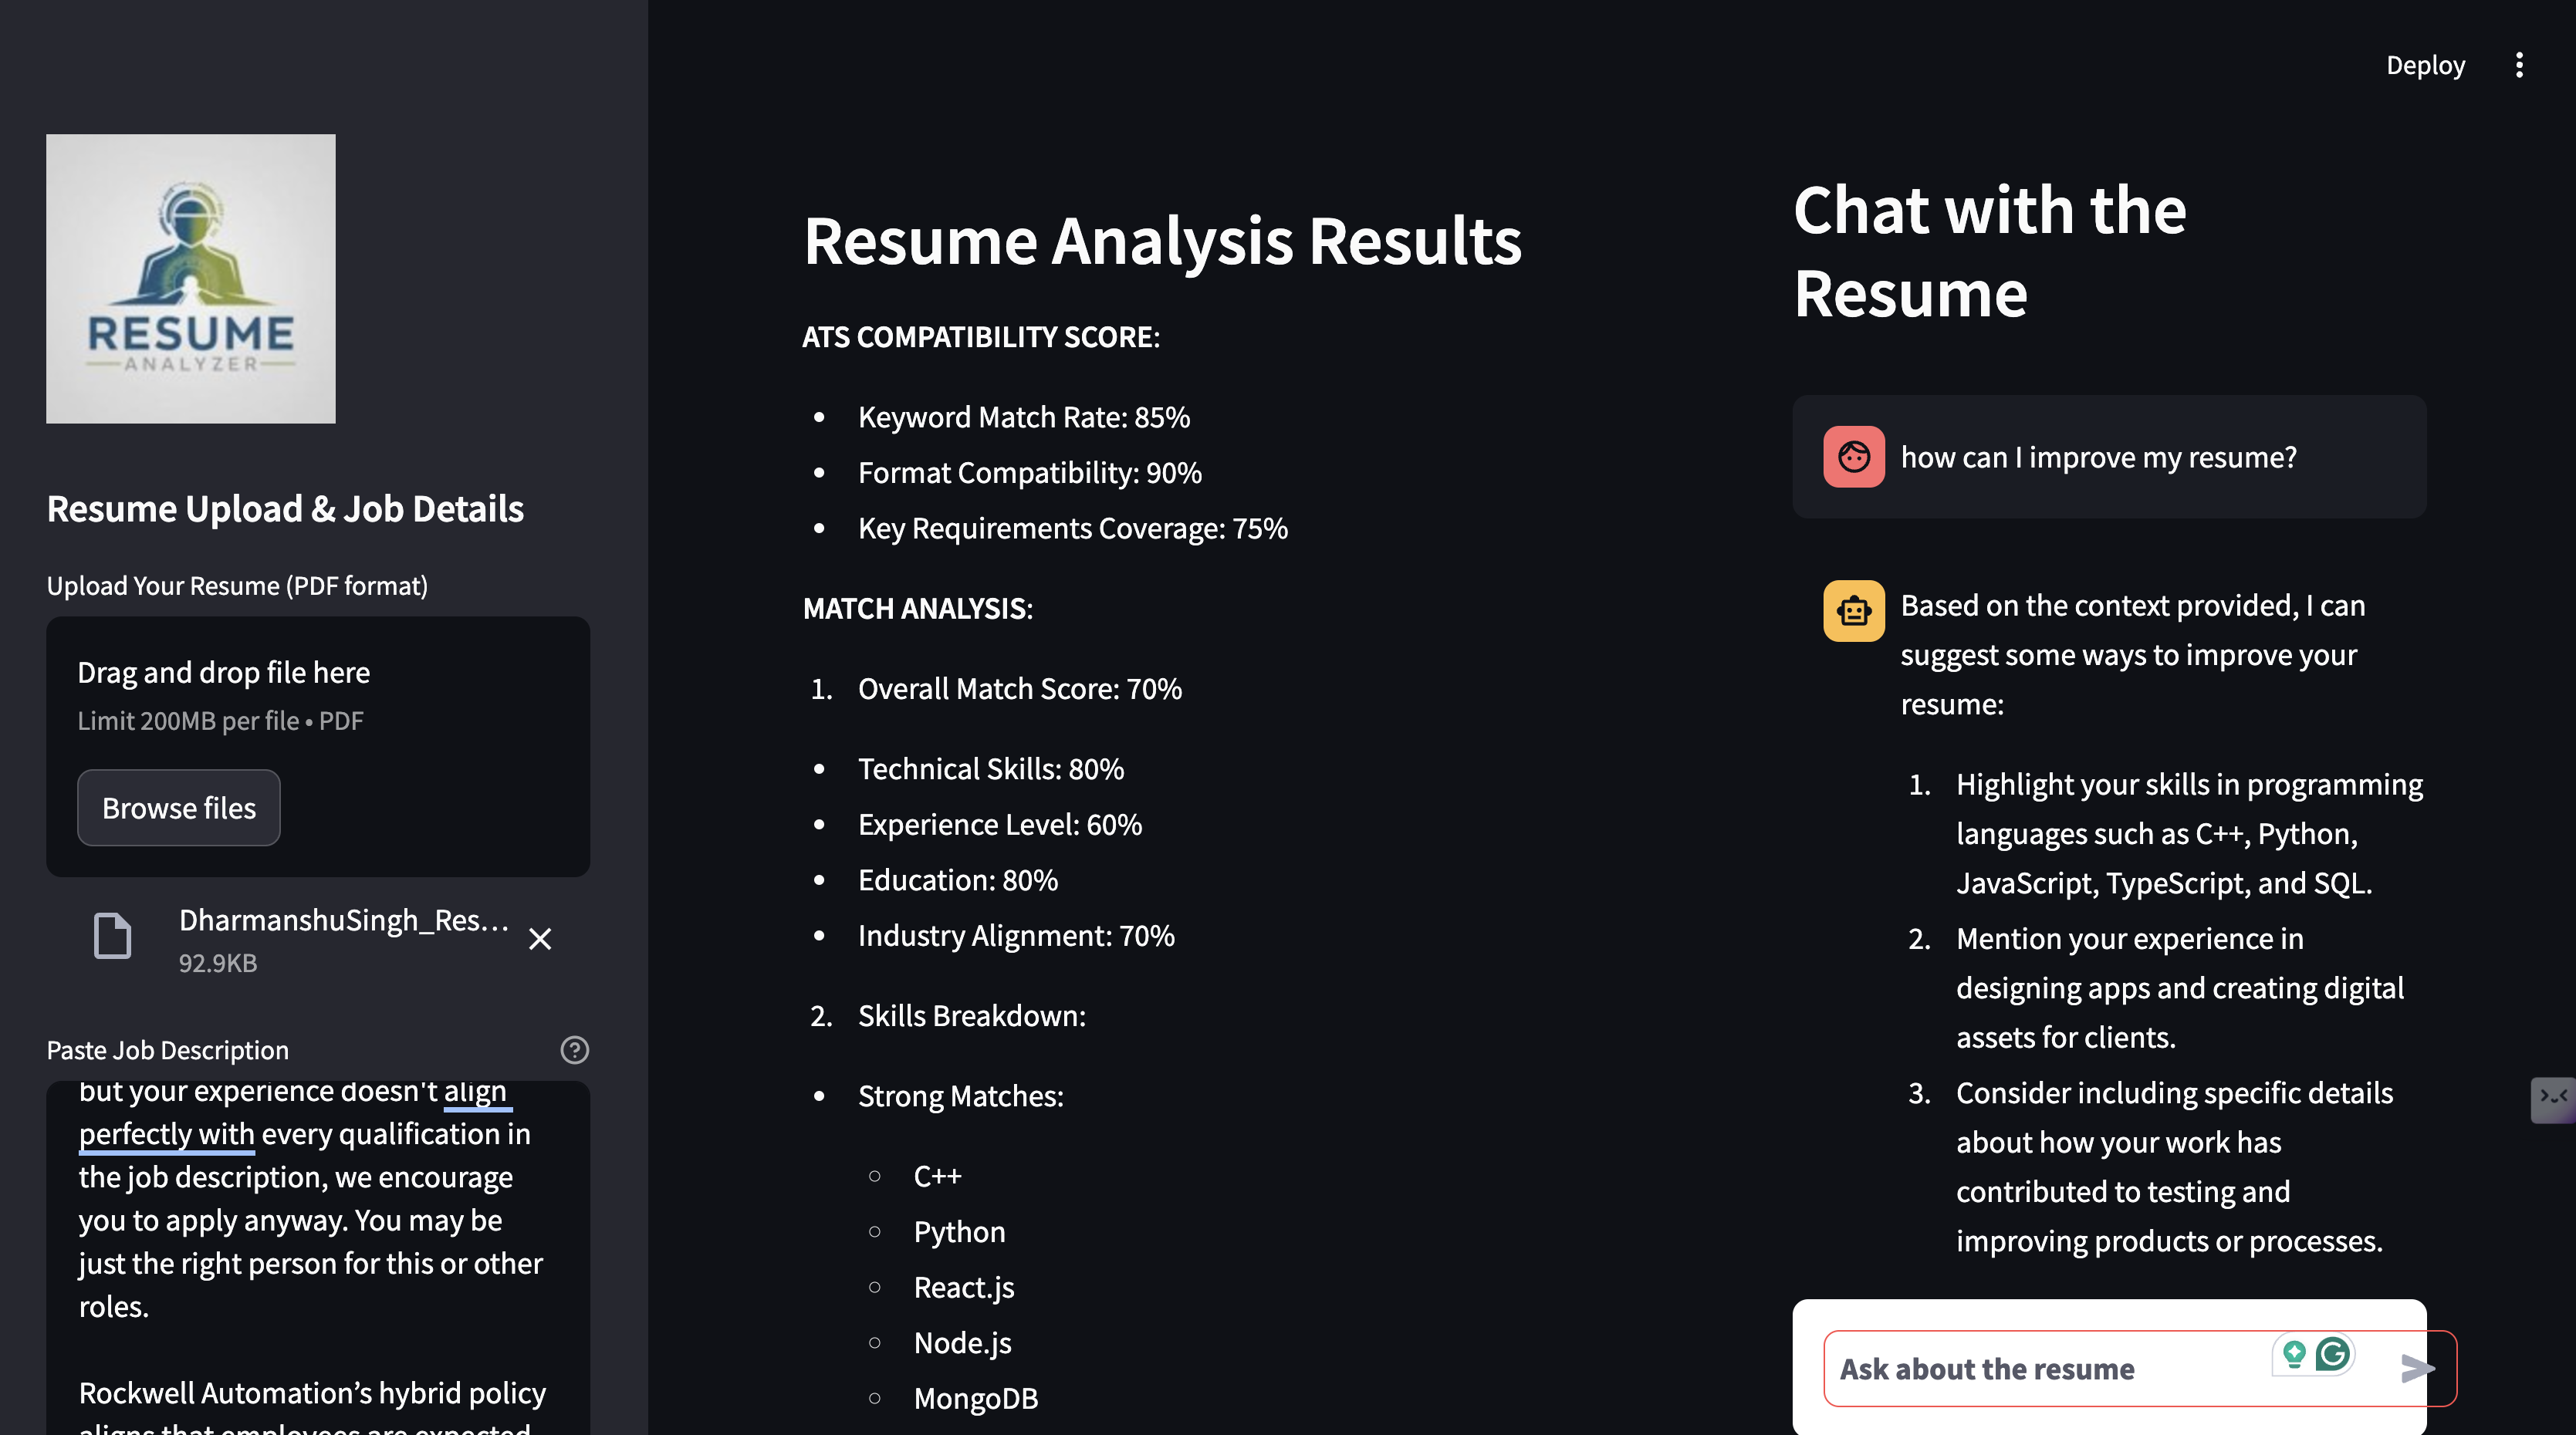 Deploy
RESUME
ANALYZER
Resume Upload & Job Details
Upload Your Resume (PDF format)
Drag and drop file here
Limit 200MB per file • PDF
Browse files
DharmanshuSingh_Res...
92.9KB
Paste Job Description
but your experience doesn't align
perfectly with every qualification in
the job description, we encourage
you to apply anyway. You may be
just the right person for this or other
roles.
Rockwell Automation’s hybrid policy
aligns that employees are expected
Resume Analysis Results
ATS COMPATIBILITY SCORE:
• Keyword Match Rate: 85%
• Format Compatibility: 90%
• Key Requirements Coverage: 75%
MATCH ANALYSIS:
1. Overall Match Score: 70%
• Technical Skills: 80%
• Experience Level: 60%
• Education: 80%
• Industry Alignment: 70%
2. Skills Breakdown:
• Strong Matches:
○ C++
○ Python
○ React.js
○ Node.js
○ MongoDB
Chat with the
Resume
how can I improve my resume?
Based on the context provided, I can
suggest some ways to improve your
resume:
1. Highlight your skills in programming
languages such as C++, Python,
JavaScript, TypeScript, and SQL.
2. Mention your experience in
designing apps and creating digital
assets for clients.
3. Consider including specific details
about how your work has
contributed to testing and
improving products or processes.
Ask about the resume